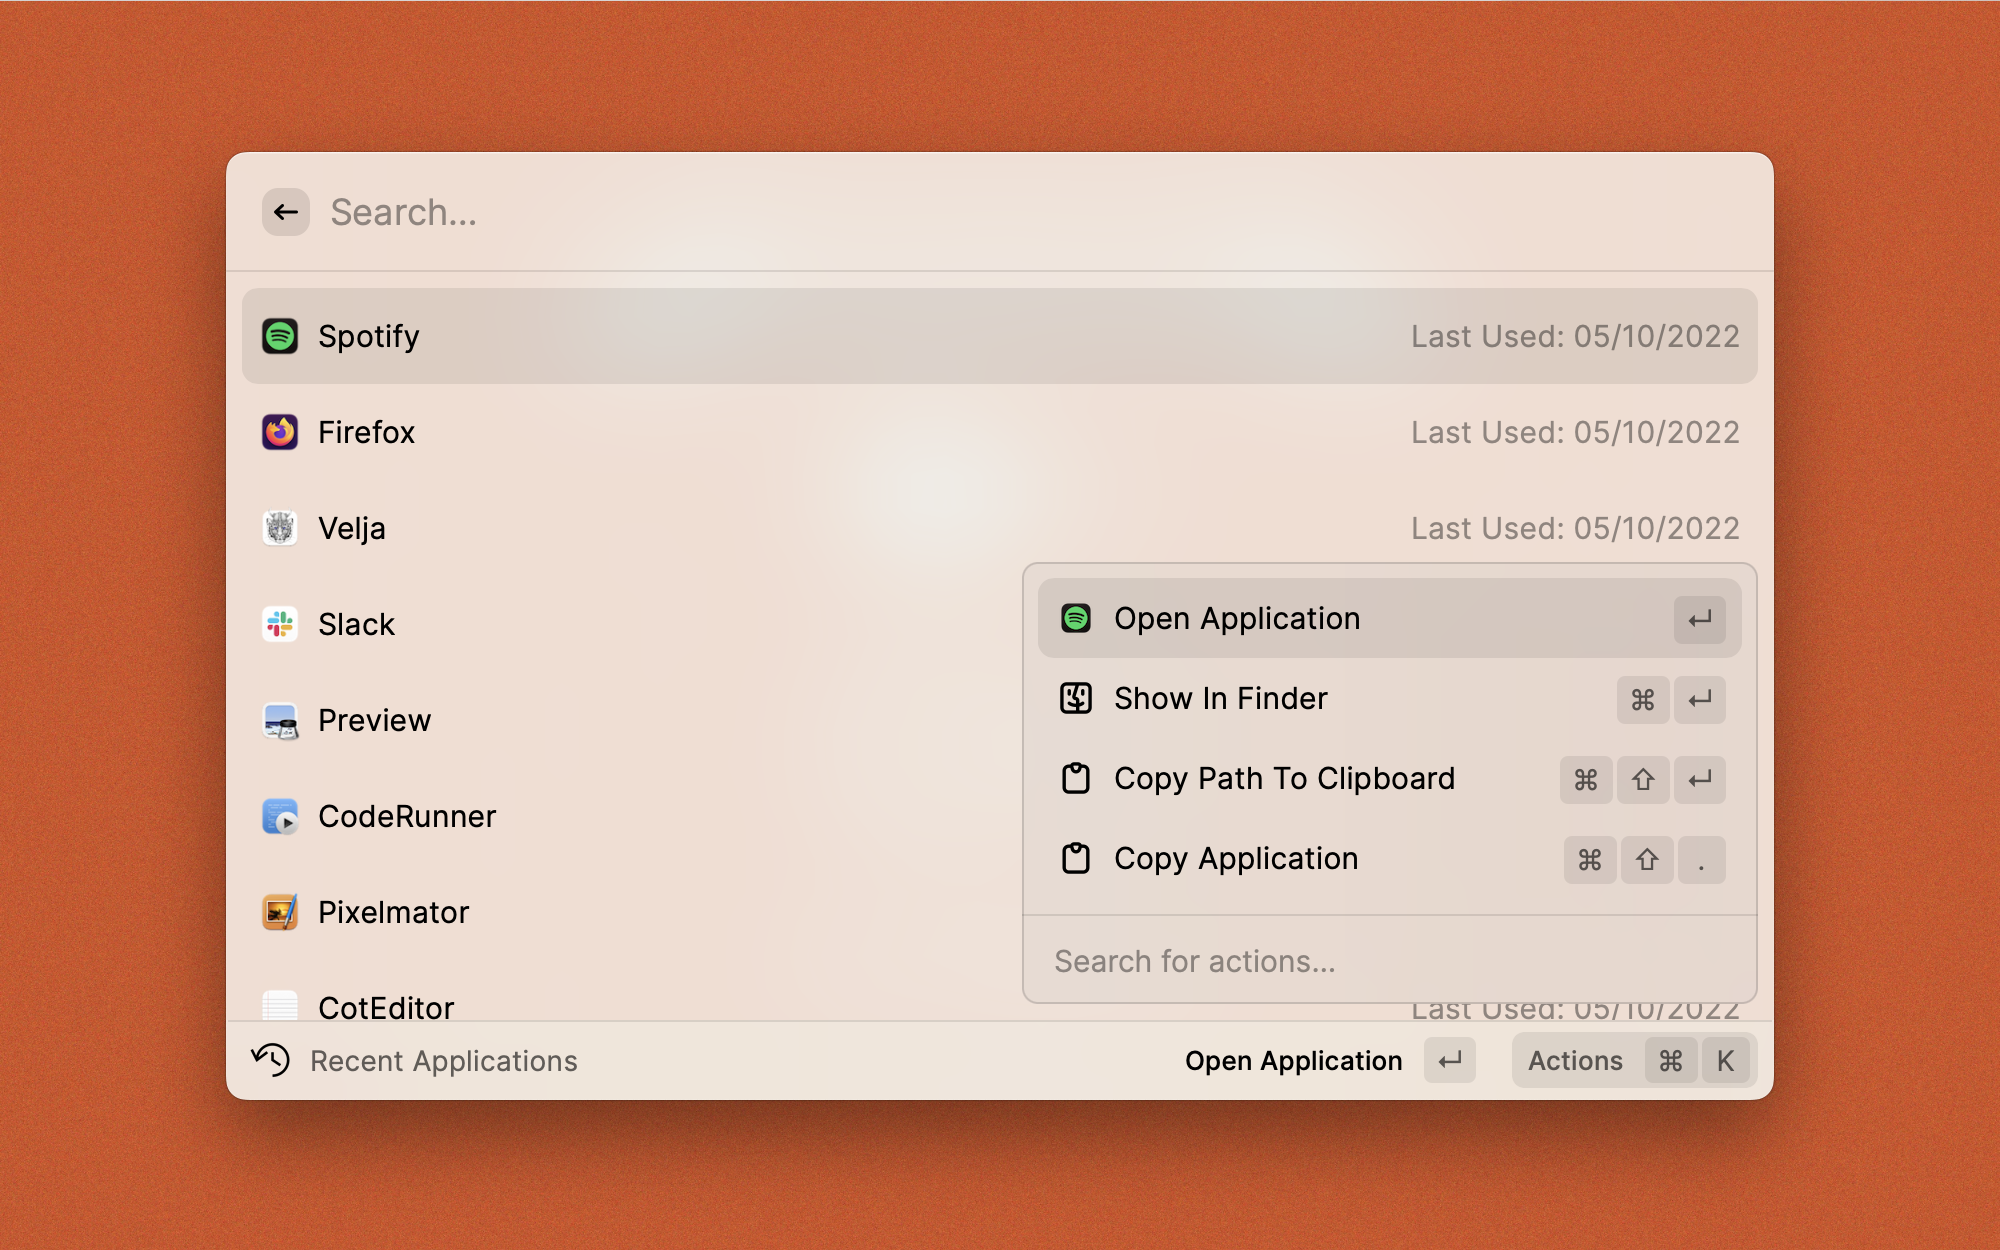 Search...
Spotify Last Used: 05/10/2022
Firefox Last Used: 05/10/2022
Velja Last Used: 05/10/2022
Slack
Preview
CodeRunner
Pixelmator
CotEditor Last Used: 05/10/2022
Open Application ↵
Show In Finder ⌘ ↵
Copy Path To Clipboard ⌘ ⇧ ↵
Copy Application ⌘ ⇧ .
Search for actions...
Recent Applications Open Application ↵ Actions ⌘ K